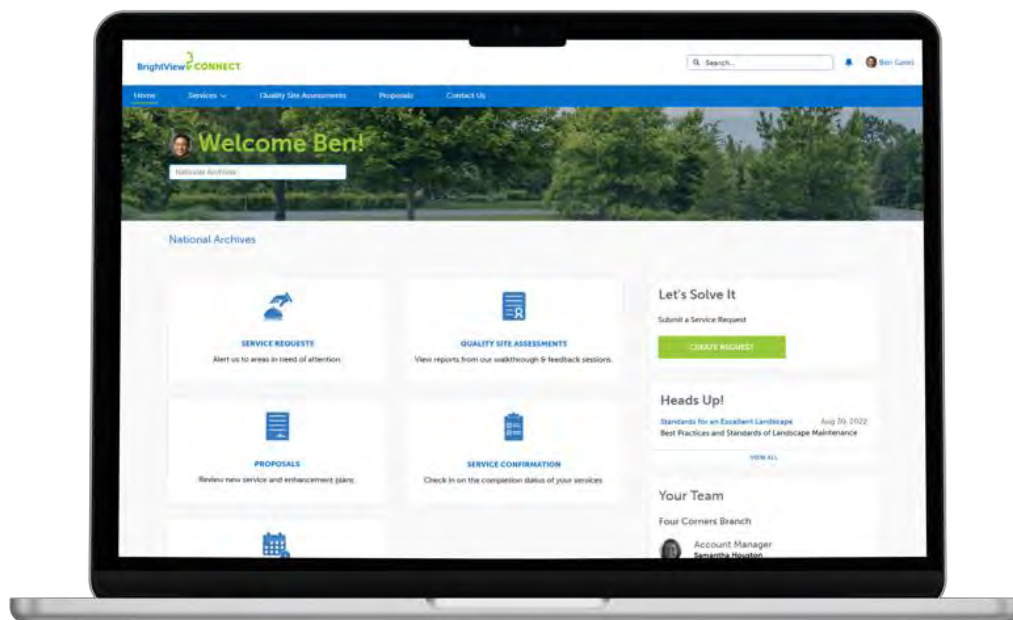 BrightView CONNECT
Search...
Ben Gates
Home
Services
Quality Site Assessments
Proposals
Contact Us
Welcome Ben!
National Archives
National Archives
SERVICE REQUESTS
Alert us to areas in need of attention.
QUALITY SITE ASSESSMENTS
View reports from our walkthrough & feedback sessions.
PROPOSALS
Review new service and enhancement plans.
SERVICE CONFIRMATION
Check in on the completion status of your services.
Let's Solve It
Submit a Service Request
CREATE REQUEST
Heads Up!
Standards for an Excellent Landscape Aug 30, 2022
Best Practices and Standards of Landscape Maintenance
VIEW ALL
Your Team
Four Corners Branch
Account Manager
Samantha Houston